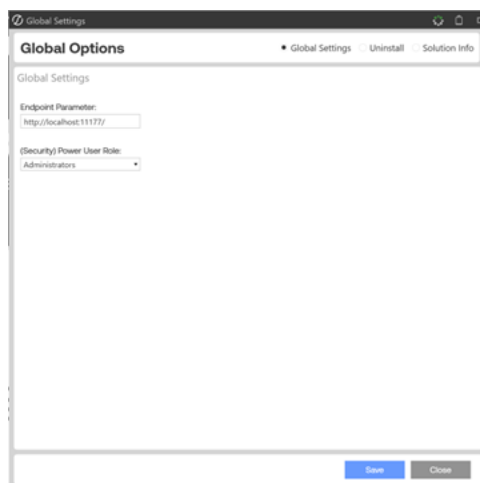 Global Settings
Global Options
Global Settings Uninstall Solution Info
Global Settings
Endpoint Parameter:
http://localhost:11177/
(Security) Power User Role:
Administrators
Save Close